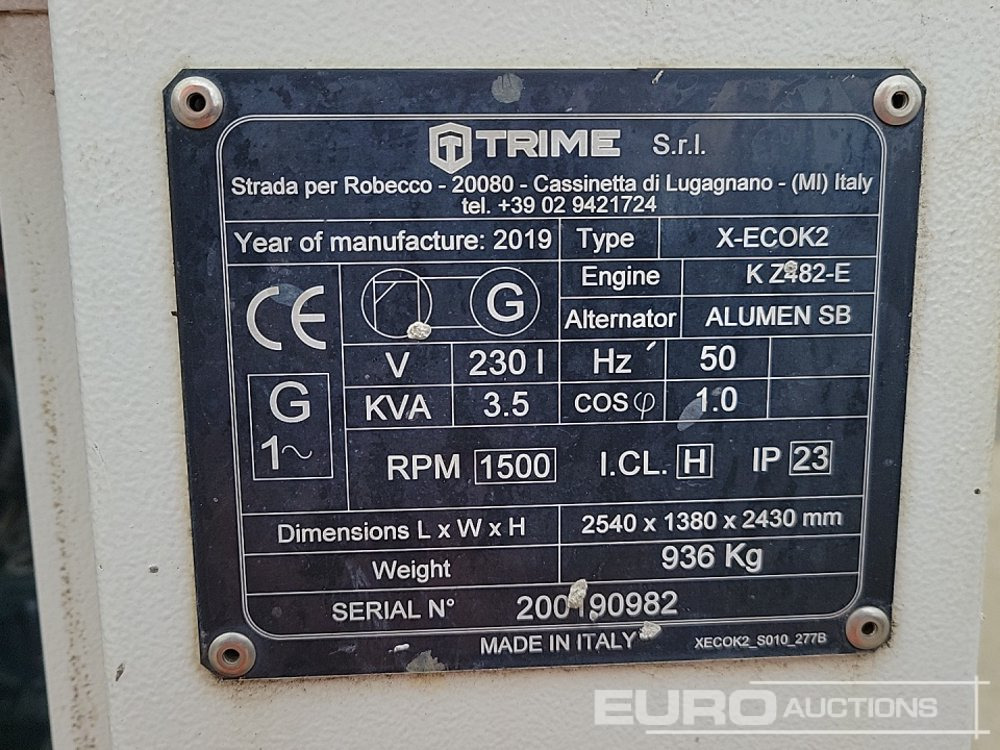 TRIME S.r.l.
Strada per Robecco - 20080 - Cassinetta di Lugagnano - (MI) Italy
tel. +39 02 9421724
Year of manufacture: 2019 Type X-ECOK2
Engine K Z482-E
CE G Alternator ALUMEN SB
V 230 I Hz 50
G KVA 3.5 COS φ 1.0
1~ RPM 1500 I.CL. H IP 23
Dimensions L x W x H 2540 x 1380 x 2430 mm
Weight 936 Kg
SERIAL N° 200190982
MADE IN ITALY XECOK2_S010_277B
EURO AUCTIONS